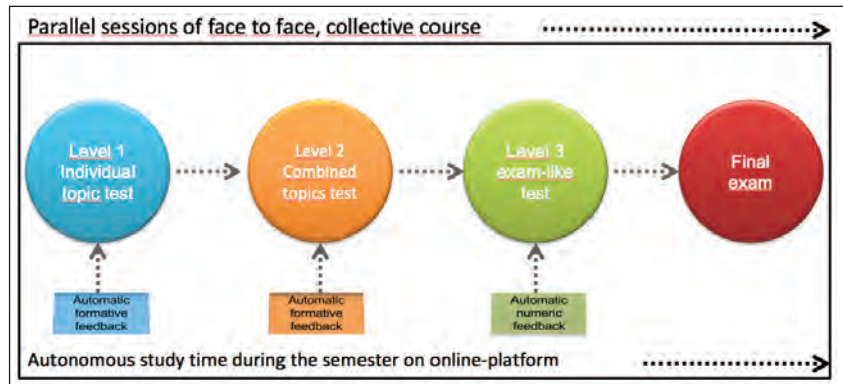 Parallel sessions of face to face, collective course
Level 1
Individual
topic test
Level 2
Combined
topics test
Level 3
exam-like
test
Final
exam
Automatic
formative
feedback
Automatic
formative
feedback
Automatic
numeric
feedback
Autonomous study time during the semester on online-platform